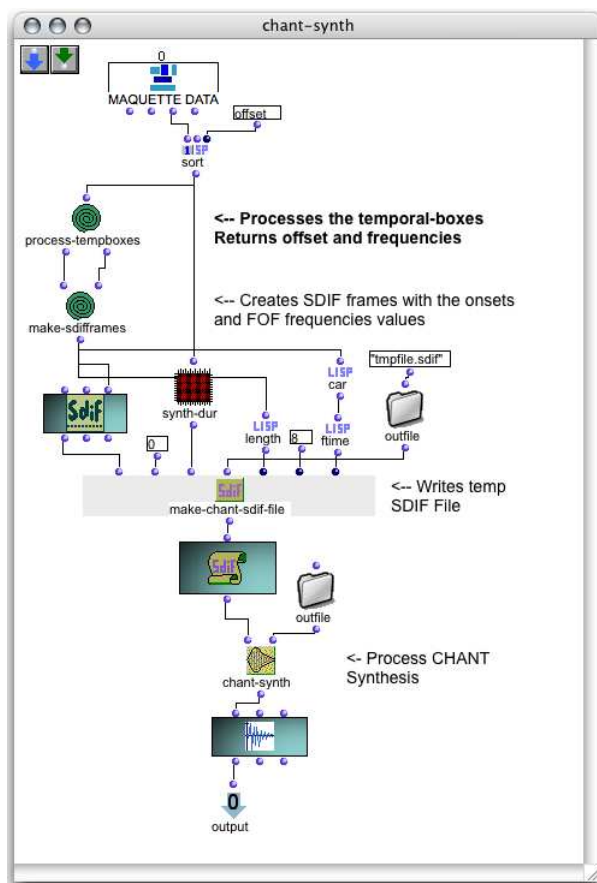 chant-synth
0
MAQUETTE DATA
offset
LISP
sort
process-tempboxes
<-- Processes the temporal-boxes
Returns offset and frequencies
make-sdifframes
<-- Creates SDIF frames with the onsets
and FOF frequencies values
"tmpfile.sdif"
LISP
car
Sdif
synth-dur
LISP
length
LISP
ftime
outfile
0
8
Sdif
make-chant-sdif-file
<-- Writes temp
SDIF File
Sdif
outfile
chant-synth
<- Process CHANT
Synthesis
0
output